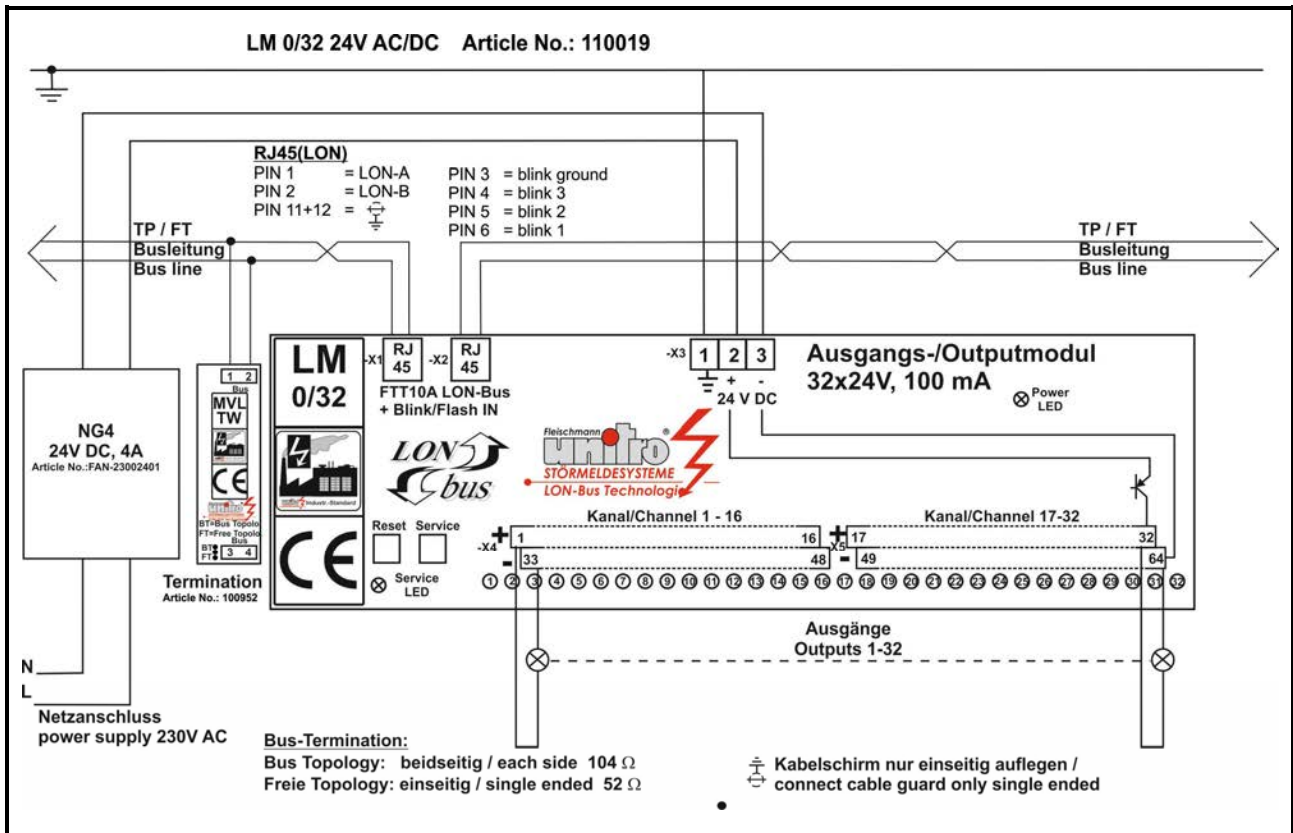 LM 0/32 24V AC/DC Article No.: 110019
RJ45(LON)
PIN 1 = LON-A
PIN 2 = LON-B
PIN 11+12 =
PIN 3 = blink ground
PIN 4 = blink 3
PIN 5 = blink 2
PIN 6 = blink 1
TP / FT
Busleitung
Bus line
TP / FT
Busleitung
Bus line
NG4
24V DC, 4A
Article No.:FAN-23002401
1 2
Bus
MVL
TW
CE
BT=Bus Topolo
FT=Free Topolo
Bus
BT
FT
3 4
Termination
Article No.: 100952
LM
0/32
Industri -Standard
CE
-X1
RJ
45
-X2
RJ
45
FTT10A LON-Bus
+ Blink/Flash IN
LON
bus
Fleischmann
unitro ®
STÖRMELDESYSTEME
LON-Bus Technologie
-X3 1 2 3
+ -
24 V DC
Ausgangs-/Outputmodul
32x24V, 100 mA
Power
LED
Reset Service
Service
LED
Kanal/Channel 1 - 16
-X4 + 1 16
- 33 48
Kanal/Channel 17-32
X5 + 17 32
- 49 64
1 2 3 4 5 6 7 8 9 10 11 12 13 14 15 16 17 18 19 20 21 22 23 24 25 26 27 28 29 30 31 32
Ausgänge
Outputs 1-32
N
L
Netzanschluss
power supply 230V AC
Bus-Termination:
Bus Topology: beidseitig / each side 104 Ω
Freie Topology: einseitig / single ended 52 Ω
Kabelschirm nur einseitig auflegen /
connect cable guard only single ended